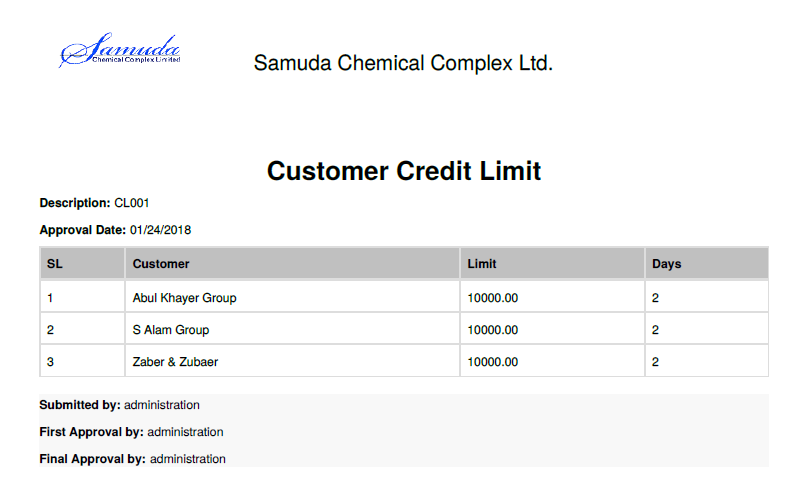 Samuda
Chemical Complex Limited
Samuda Chemical Complex Ltd.
Customer Credit Limit
Description: CL001
Approval Date: 01/24/2018
SL Customer Limit Days
1 Abul Khayer Group 10000.00 2
2 S Alam Group 10000.00 2
3 Zaber & Zubaer 10000.00 2
Submitted by: administration
First Approval by: administration
Final Approval by: administration